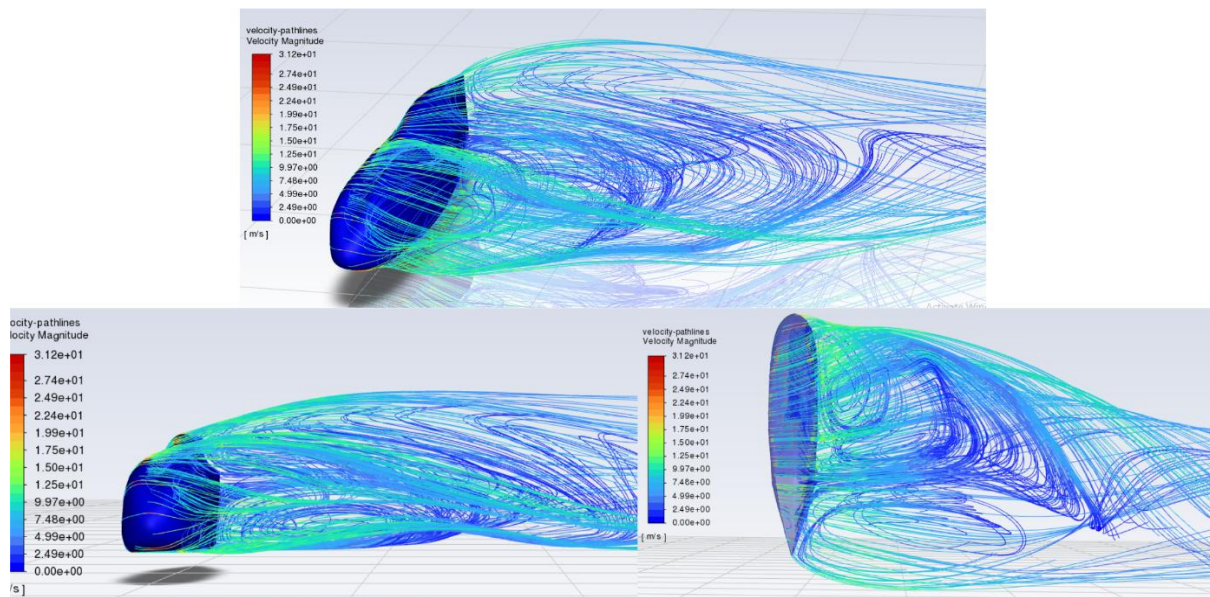 velocity-pathlines
Velocity Magnitude
3.12e+01
2.74e+01
2.49e+01
2.24e+01
1.99e+01
1.75e+01
1.50e+01
1.25e+01
9.97e+00
7.48e+00
4.99e+00
2.49e+00
0.00e+00
[ m/s ]
Activate Win
ocity-pathlines
locity Magnitude
3.12e+01
2.74e+01
2.49e+01
2.24e+01
1.99e+01
1.75e+01
1.50e+01
1.25e+01
9.97e+00
7.48e+00
4.99e+00
2.49e+00
0.00e+00
/s ]
velocity-pathlines
Velocity Magnitude
3.12e+01
2.74e+01
2.49e+01
2.24e+01
1.99e+01
1.75e+01
1.50e+01
1.25e+01
9.97e+00
7.48e+00
4.99e+00
2.49e+00
0.00e+00
[ m/s ]